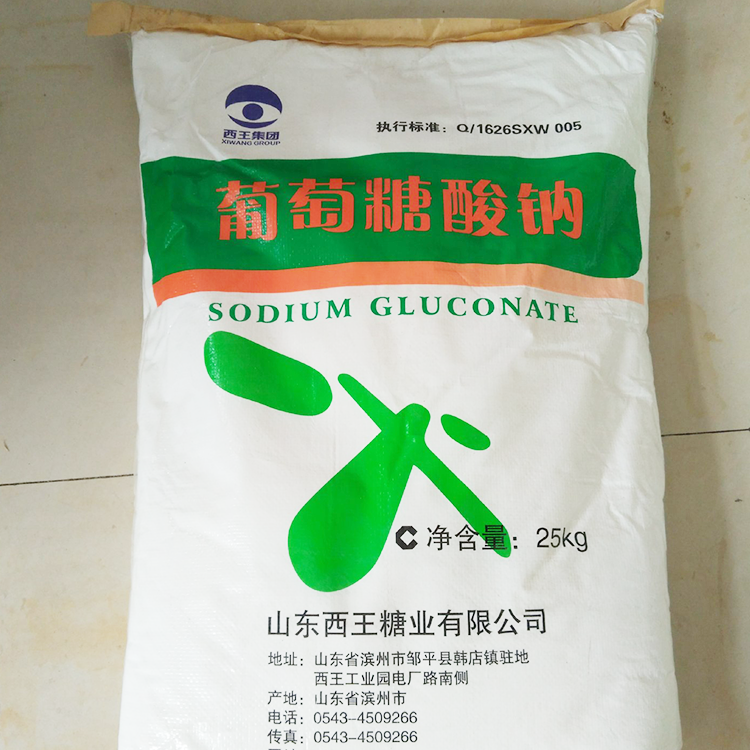 西王集团
XIWANG GROUP
执行标准：Q/1626SXW 005
葡萄糖酸钠
SODIUM GLUCONATE
净含量：25kg
山东西王糖业有限公司
地址：山东省滨州市邹平县韩店镇驻地
西王工业园电厂路南侧
产地：山东省滨州市
电话：0543-4509266
传真：0543-4509266